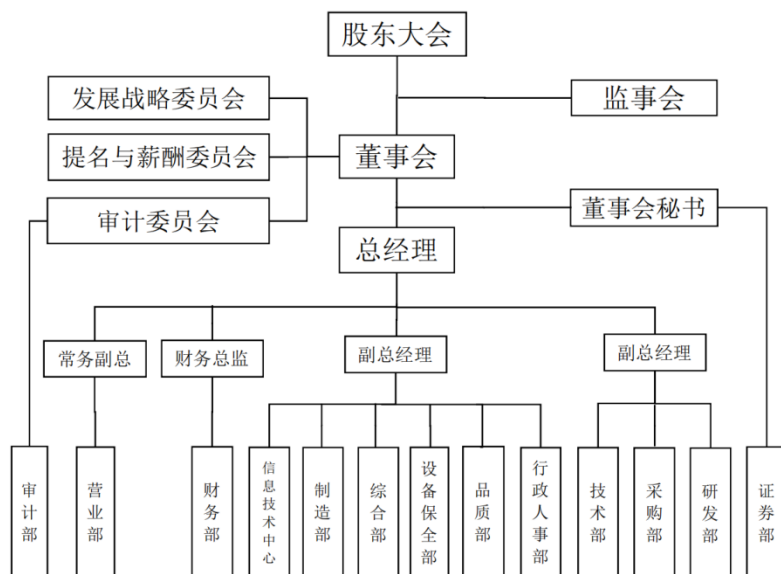 股东大会
发展战略委员会
监事会
提名与薪酬委员会
董事会
审计委员会
董事会秘书
总经理
常务副总
财务总监
副总经理
副总经理
审计部
营业部
财务部
信息技术中心
制造部
综合部
设备保全部
品质部
行政人事部
技术部
采购部
研发部
证券部